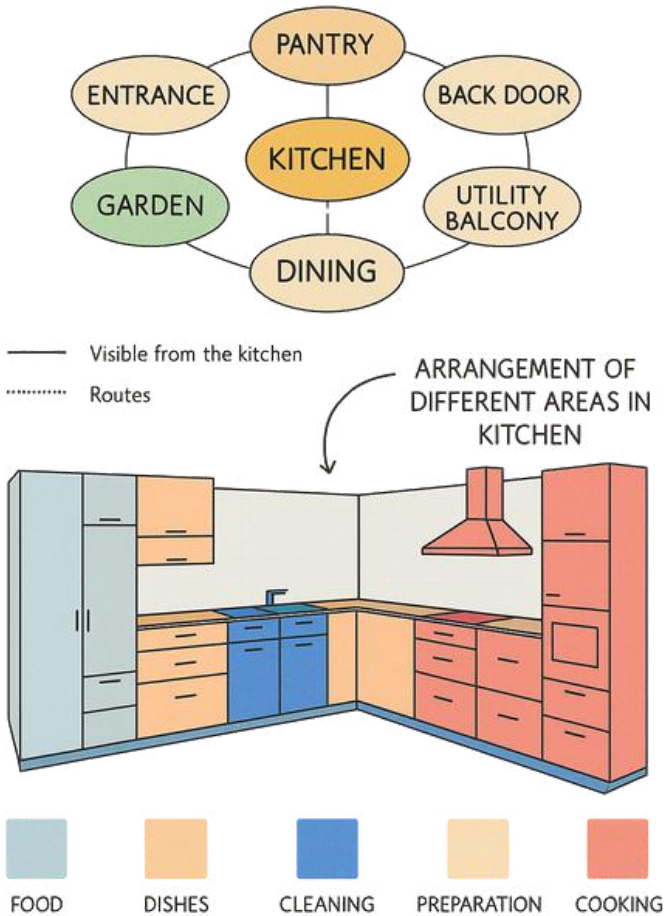 PANTRY
ENTRANCE
BACK DOOR
KITCHEN
GARDEN
UTILITY
BALCONY
DINING
Visible from the kitchen
Routes
ARRANGEMENT OF
DIFFERENT AREAS IN
KITCHEN
FOOD
DISHES
CLEANING
PREPARATION
COOKING